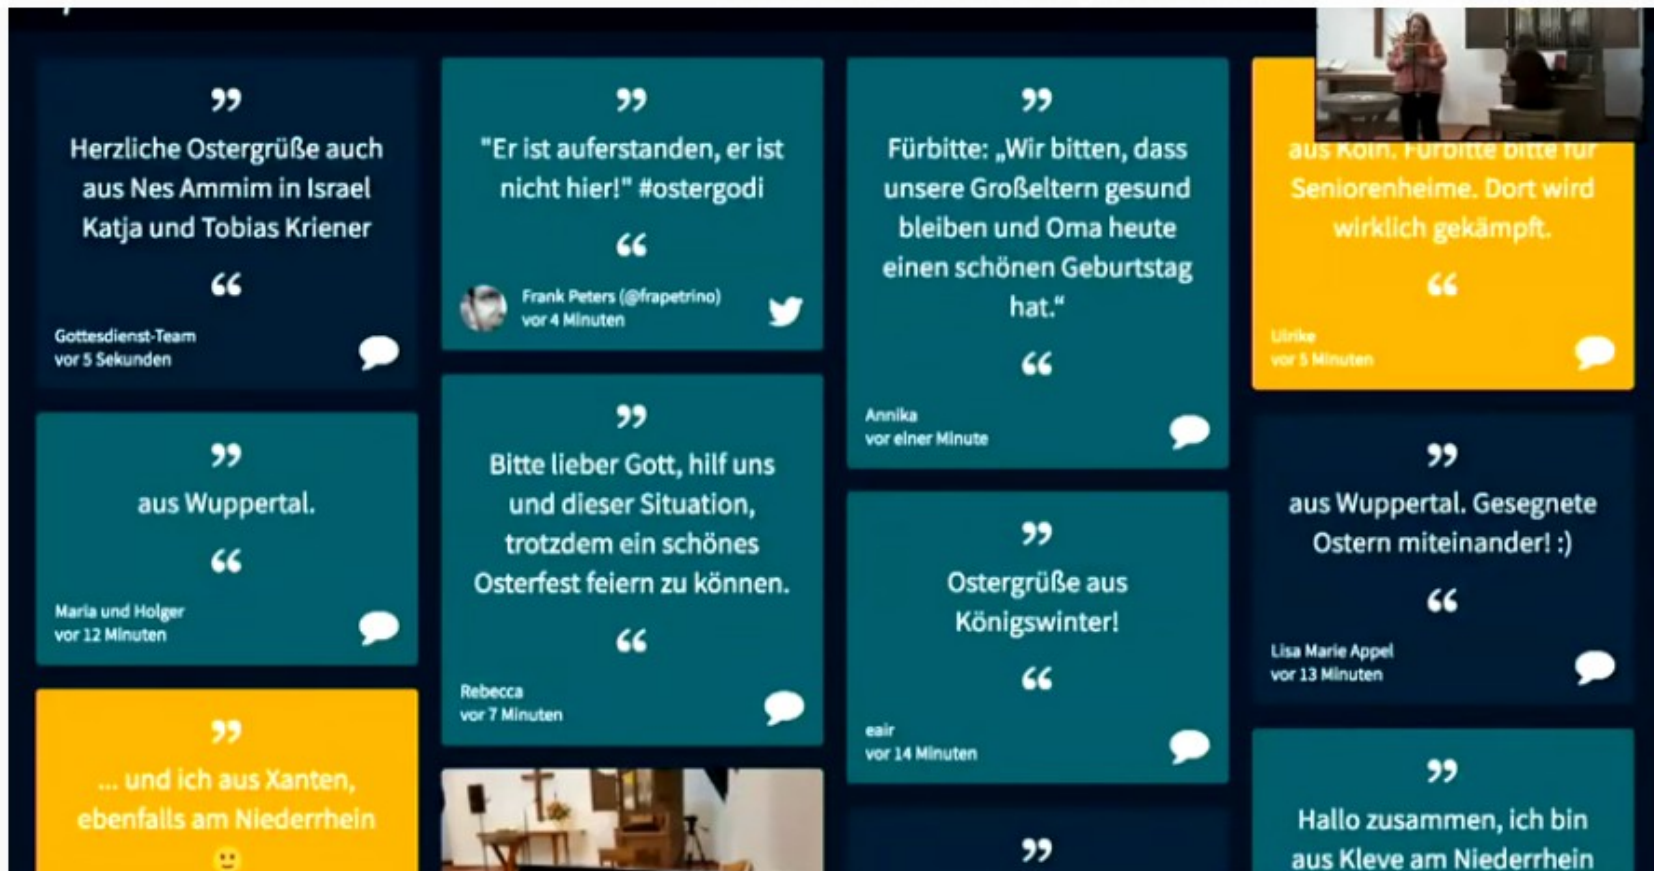 ”
Herzliche Ostergrüße auch
aus Nes Ammim in Israel
Katja und Tobias Kriener
“
Gottesdienst-Team
vor 5 Sekunden
”
aus Wuppertal.
“
Maria und Holger
vor 12 Minuten
”
... und ich aus Xanten,
ebenfalls am Niederrhein
🙂
”
"Er ist auferstanden, er ist
nicht hier!" #ostergodi
“
Frank Peters (@frapetrino)
vor 4 Minuten
”
Bitte lieber Gott, hilf uns
und dieser Situation,
trotzdem ein schönes
Osterfest feiern zu können.
“
Rebecca
vor 7 Minuten
”
Fürbitte: „Wir bitten, dass
unsere Großeltern gesund
bleiben und Oma heute
einen schönen Geburtstag
hat.“
“
Annika
vor einer Minute
”
Ostergrüße aus
Königswinter!
“
eair
vor 14 Minuten
”
aus Köln. Fürbitte bitte für
Seniorenheime. Dort wird
wirklich gekämpft.
“
Ulrike
vor 5 Minuten
”
aus Wuppertal. Gesegnete
Ostern miteinander! :)
“
Lisa Marie Appel
vor 13 Minuten
”
Hallo zusammen, ich bin
aus Kleve am Niederrhein